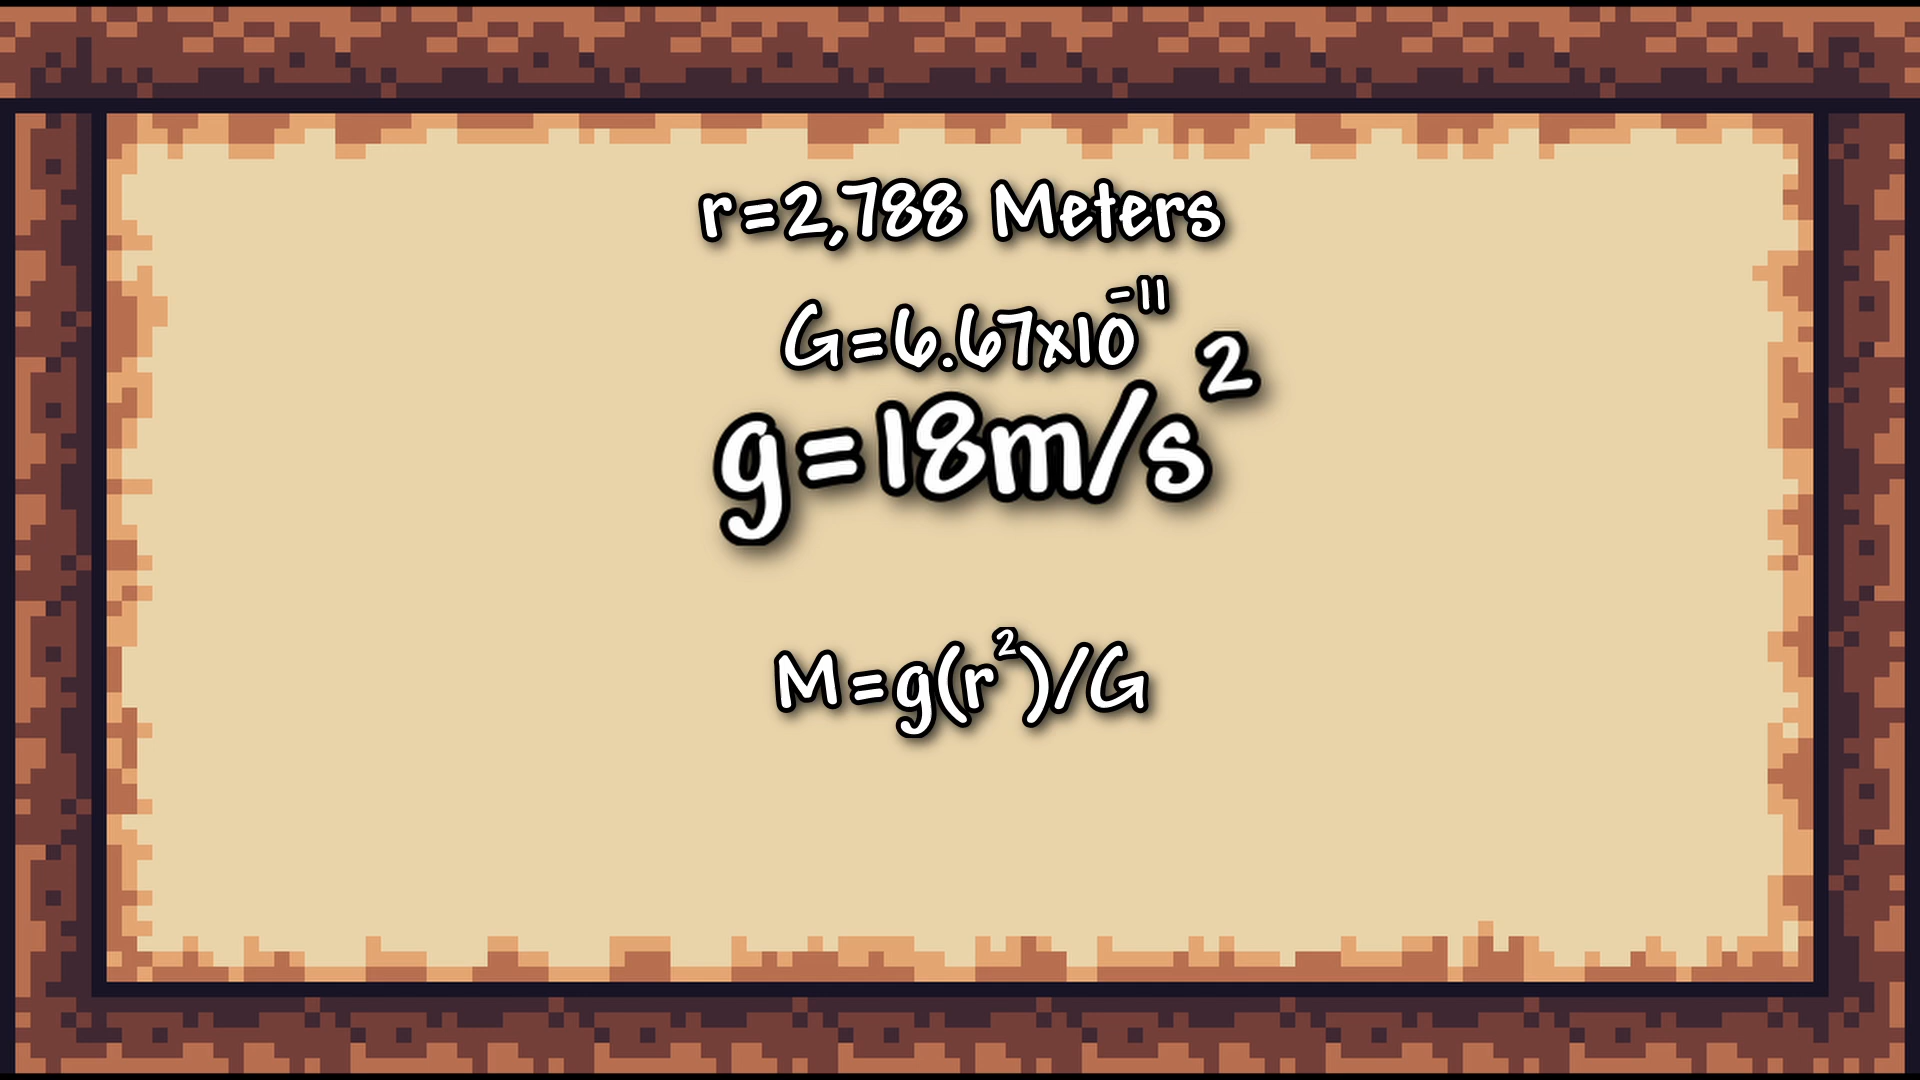 r=2,788 Meters
G=6.67x10⁻¹¹
g=18m/s²
M=g(r²)/G